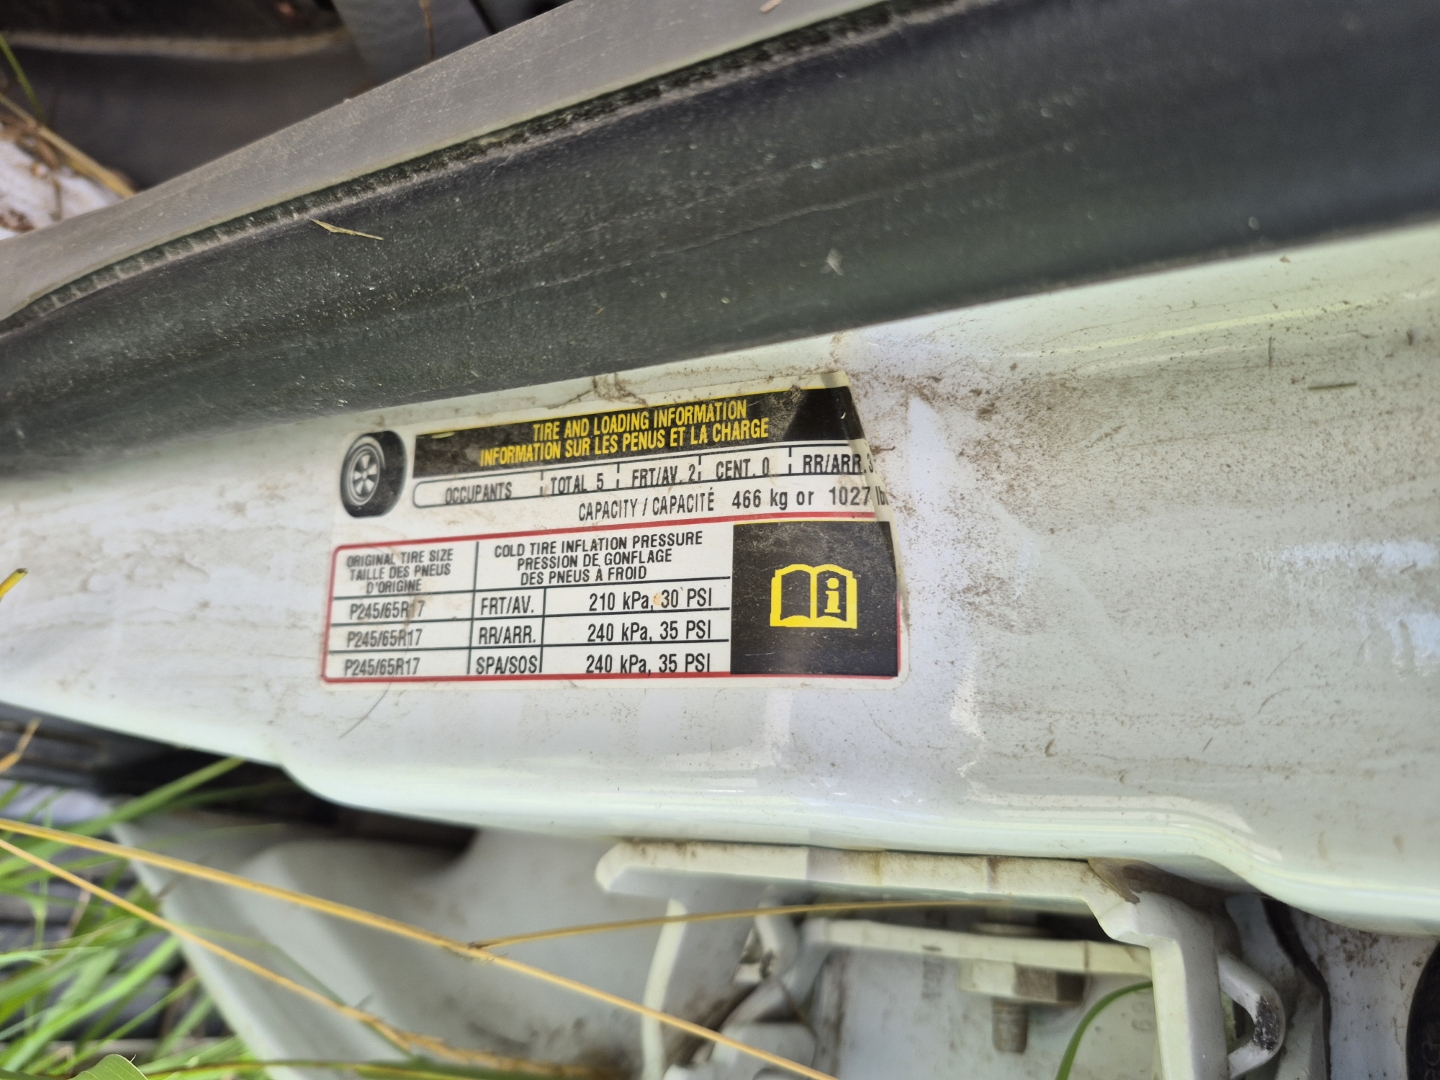 TIRE AND LOADING INFORMATION
INFORMATION SUR LES PENUS ET LA CHARGE
OCCUPANTS TOTAL 5 FRT/AV. 2 CENT. 0 RR/ARR. 3
CAPACITY / CAPACITÉ 466 kg or 1027 lb
ORIGINAL TIRE SIZE
TAILLE DES PNEUS
D'ORIGINE
COLD TIRE INFLATION PRESSURE
PRESSION DE GONFLAGE
DES PNEUS À FROID
P245/65R17 FRT/AV. 210 kPa, 30 PSI
P245/65R17 RR/ARR. 240 kPa, 35 PSI
P245/65R17 SPA/SOS 240 kPa, 35 PSI